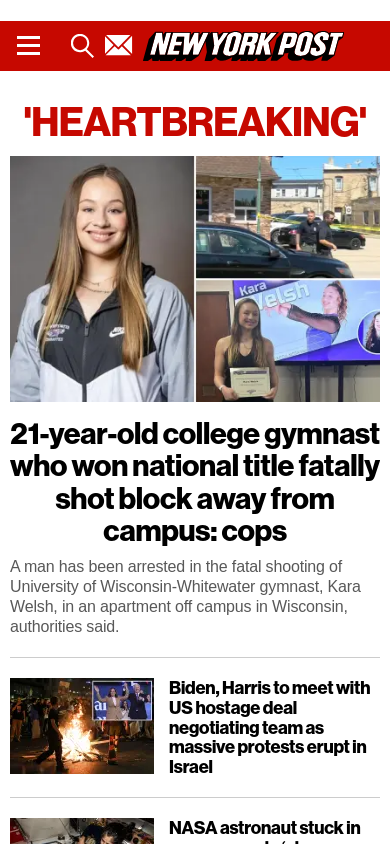 NEW YORK POST
'HEARTBREAKING'
Kara
Welsh
21-year-old college gymnast
who won national title fatally
shot block away from
campus: cops
A man has been arrested in the fatal shooting of
University of Wisconsin-Whitewater gymnast, Kara
Welsh, in an apartment off campus in Wisconsin,
authorities said.
Biden, Harris to meet with
US hostage deal
negotiating team as
massive protests erupt in
Israel
NASA astronaut stuck in